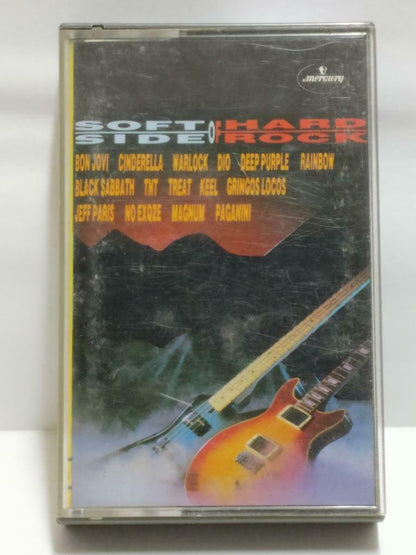 mercury
SOFT HARD
SIDE OF ROCK
BON JOVI CINDERELLA WARLOCK DIO DEEP PURPLE RAINBOW
BLACK SABBATH TNT TREAT KEEL GRINGOS LOCOS
JEFF PARIS NO EXQZE MAGNUM PAGANINI